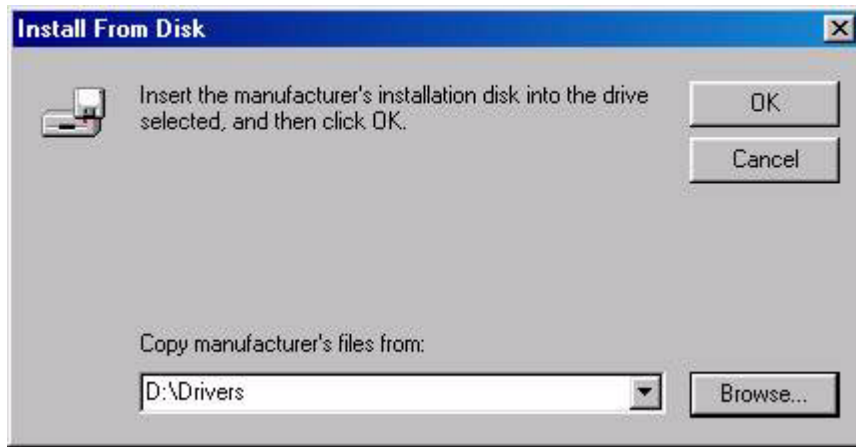 Install From Disk
Insert the manufacturer's installation disk into the drive
selected, and then click OK.
OK
Cancel
Copy manufacturer's files from:
D:\Drivers
Browse...